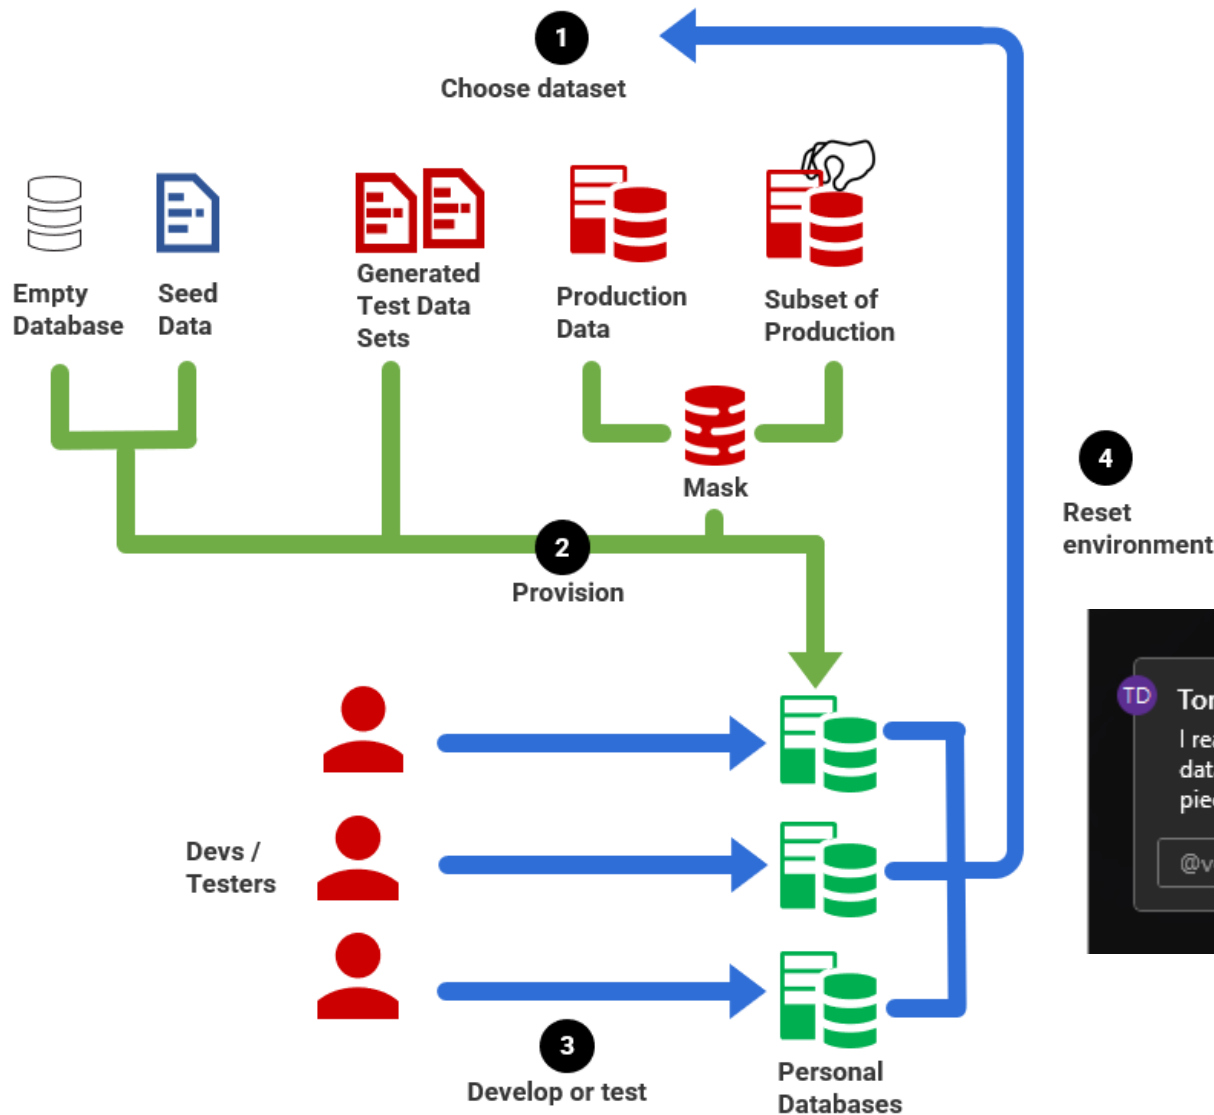 1
Choose dataset
Empty
Database
Seed
Data
Generated
Test Data
Sets
Production
Data
Subset of
Production
Mask
2
Provision
4
Reset
environment
TD
I
Devs /
Testers
3
Develop or test
Personal
Databases